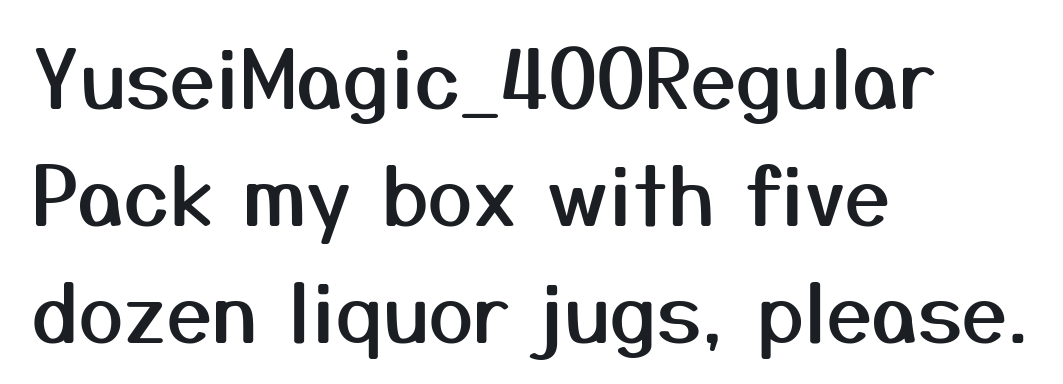 YuseiMagic_400Regular
Pack my box with five
dozen liquor jugs, please.